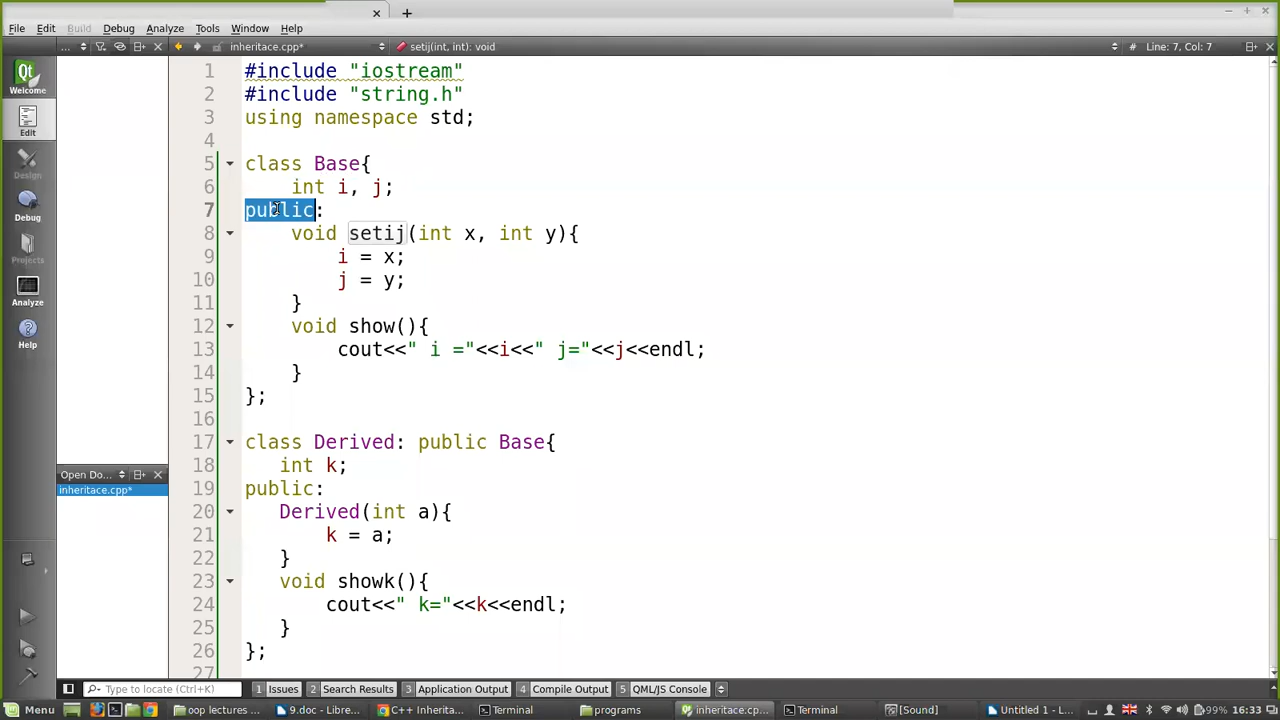 File Edit Build Debug Analyze Tools Window Help
... inheritace.cpp* setij(int, int): void # Line: 7, Col: 7
Qt
Welcome
Edit
Design
Debug
Projects
Analyze
Help
1 #include "iostream"
2 #include "string.h"
3 using namespace std;
4
5 class Base{
6 int i, j;
7 public:
8 void setij(int x, int y){
9 i = x;
10 j = y;
11 }
12 void show(){
13 cout<<" i ="<<i<<" j="<<j<<endl;
14 }
15 };
16
17 class Derived: public Base{
18 int k;
19 public:
20 Derived(int a){
21 k = a;
22 }
23 void showk(){
24 cout<<" k="<<k<<endl;
25 }
26 };
27
Open Do...
inheritace.cpp*
Type to locate (Ctrl+K) 1 Issues 2 Search Results 3 Application Output 4 Compile Output 5 QML/JS Console
Menu oop lectures 9.doc - Libre... C++ Inherita... Terminal programs inheritace.cp... Terminal [Sound] Untitled 1 - L... 99% 16:33